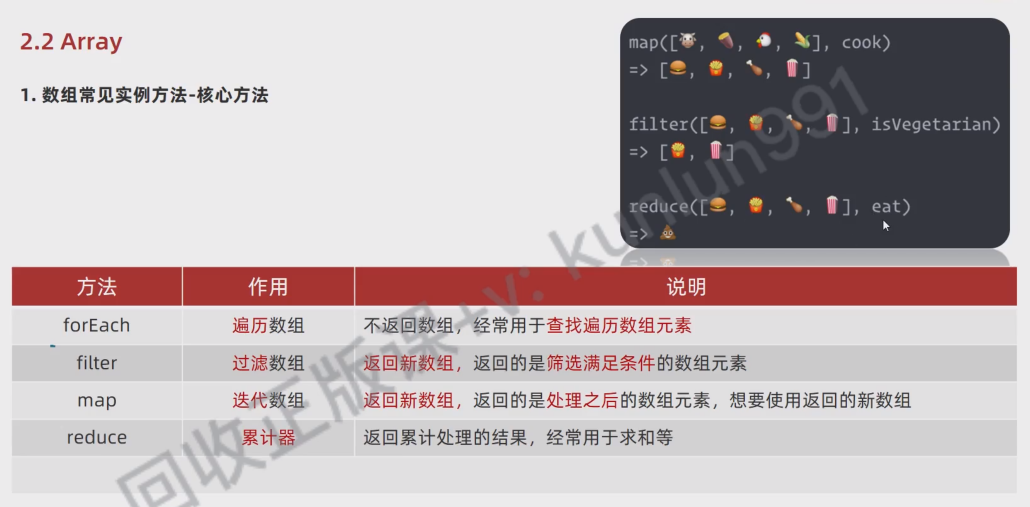 2.2 Array
1. 数组常见实例方法-核心方法
map([🐮, 🍠, 🐔, 🌽], cook)
=> [🍔, 🍟, 🍗, 🍿]
filter([🍔, 🍟, 🍗, 🍿], isVegetarian)
=> [🍟, 🍿]
reduce([🍔, 🍟, 🍗, 🍿], eat)
=> 💩
方法 作用 说明
forEach 遍历数组 不返回数组，经常用于查找遍历数组元素
filter 过滤数组 返回新数组，返回的是筛选满足条件的数组元素
map 迭代数组 返回新数组，返回的是处理之后的数组元素，想要使用返回的新数组
reduce 累计器 返回累计处理的结果，经常用于求和等
回收正版课+v: kunlun991